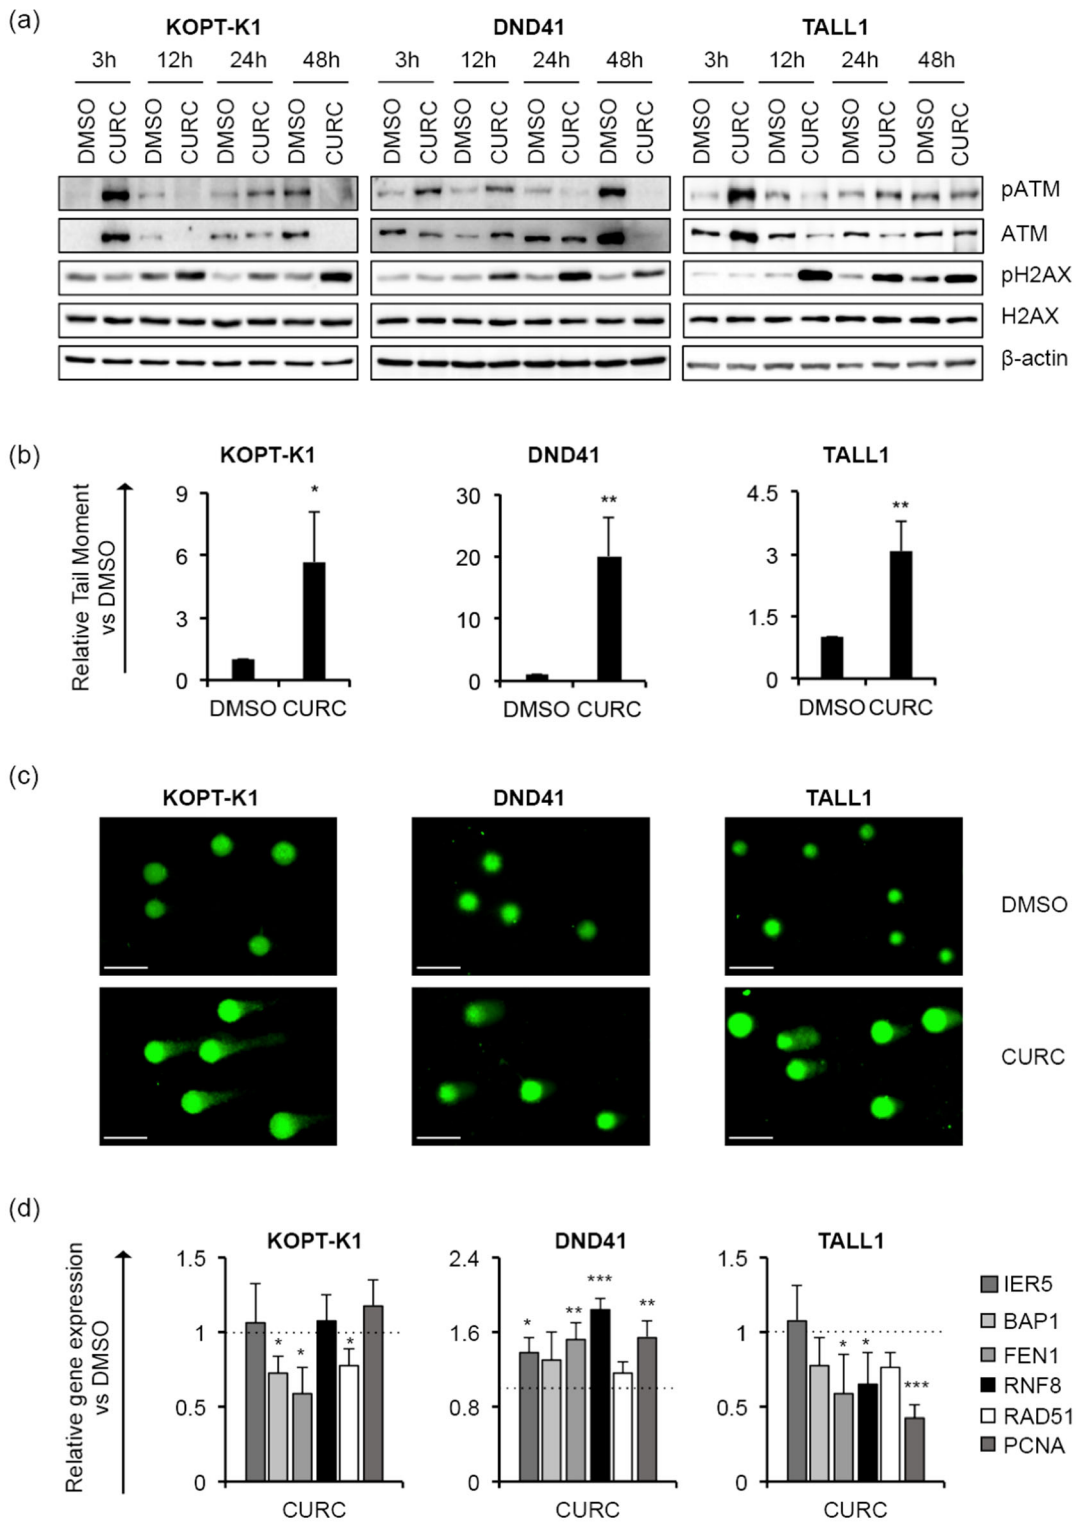 (a)
KOPT-K1 DND41 TALL1
3h 12h 24h 48h 3h 12h 24h 48h 3h 12h 24h 48h
DMSO CURC DMSO CURC DMSO CURC DMSO CURC DMSO CURC DMSO CURC DMSO CURC DMSO CURC DMSO CURC DMSO CURC DMSO CURC DMSO CURC
pATM
ATM
pH2AX
H2AX
β-actin
(b)
KOPT-K1 DND41 TALL1
Relative Tail Moment
vs DMSO
9
6
3
0
*
DMSO CURC
30
20
10
0
**
DMSO CURC
4.5
3
1.5
0
**
DMSO CURC
(c)
KOPT-K1 DND41 TALL1
DMSO
CURC
(d)
Relative gene expression
vs DMSO
KOPT-K1
1.5
1
0.5
0
* * *
CURC
DND41
2.4
1.6
0.8
0
* ** *** **
CURC
TALL1
1.5
1
0.5
0
* * ***
CURC
IER5
BAP1
FEN1
RNF8
RAD51
PCNA